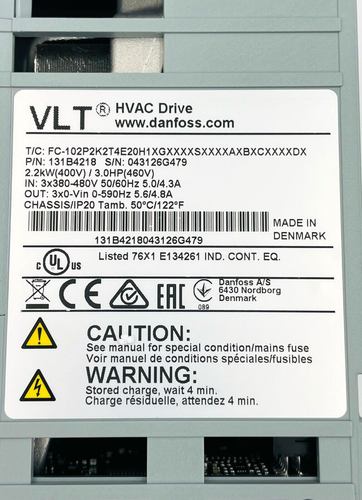 VLT® HVAC Drive
www.danfoss.com
T/C: FC-102P2K2T4E20H1XGXXXXSXXXXAXBXCXXXXDX
P/N: 131B4218 S/N: 043126G479
2.2kW(400V) / 3.0HP(460V)
IN: 3x380-480V 50/60Hz 5.0/4.3A
OUT: 3x0-Vin 0-590Hz 5.6/4.8A
CHASSIS/IP20 Tamb. 50°C/122°F
MADE IN
DENMARK
131B4218043126G479
c UL us Listed 76X1 E134261 IND. CONT. EQ.
CE EAC 089 Danfoss A/S
6430 Nordborg
Denmark
CAUTION:
See manual for special condition/mains fuse
Voir manuel de conditions spéciales/fusibles
WARNING:
Stored charge, wait 4 min.
Charge résiduelle, attendez 4 min.